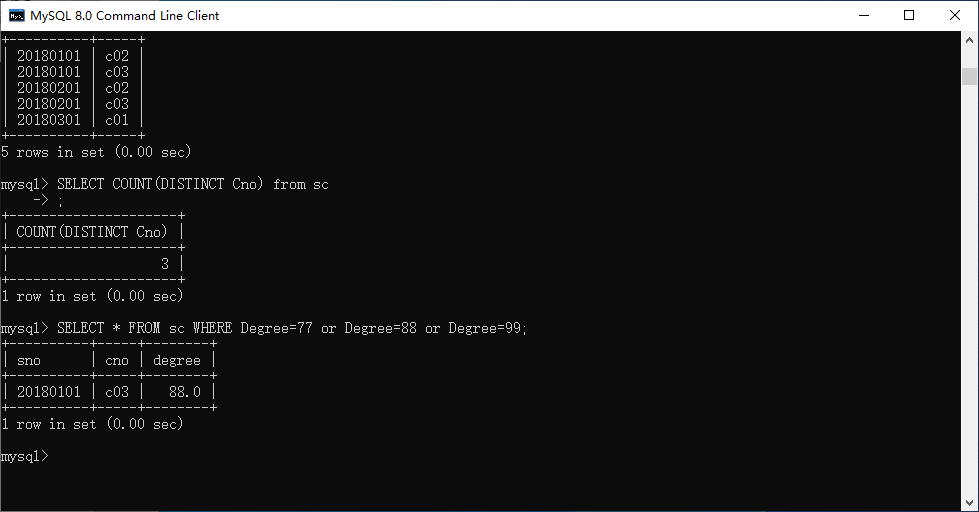 MySQL 8.0 Command Line Client
+----------+-----+
| 20180101 | c02 |
| 20180101 | c03 |
| 20180201 | c02 |
| 20180201 | c03 |
| 20180301 | c01 |
+----------+-----+
5 rows in set (0.00 sec)
mysql> SELECT COUNT(DISTINCT Cno) from sc
    -> ;
+---------------------+
| COUNT(DISTINCT Cno) |
+---------------------+
|                   3 |
+---------------------+
1 row in set (0.00 sec)
mysql> SELECT * FROM sc WHERE Degree=77 or Degree=88 or Degree=99;
+----------+-----+--------+
| sno      | cno | degree |
+----------+-----+--------+
| 20180101 | c03 |   88.0 |
+----------+-----+--------+
1 row in set (0.00 sec)
mysql>